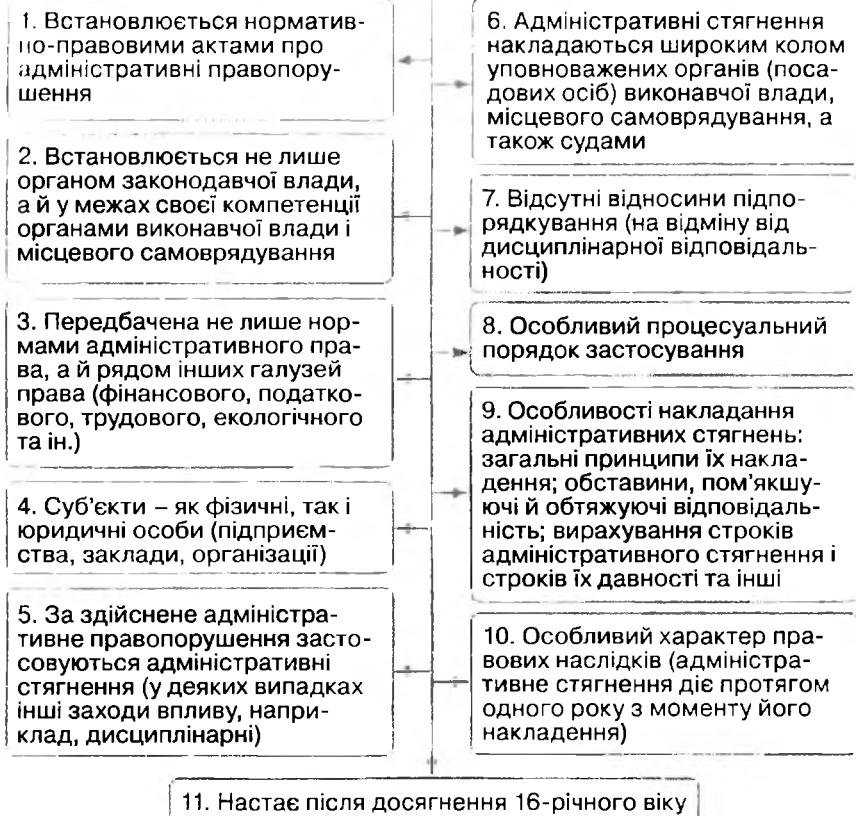 1. Встановлюється норматив-
но-правовими актами про
адміністративні правопору-
шення
2. Встановлюється не лише
органом законодавчої влади,
а й у межах своєї компетенції
органами виконавчої влади і
місцевого самоврядування
3. Передбачена не лише нор-
мами адміністративного пра-
ва, а й рядом інших галузей
права (фінансового, податко-
вого, трудового, екологічного
та ін.)
4. Суб’єкти – як фізичні, так і
юридичні особи (підприєм-
ства, заклади, організації)
5. За здійснене адміністра-
тивне правопорушення засто-
совуються адміністративні
стягнення (у деяких випадках
інші заходи впливу, напри-
клад, дисциплінарні)
6. Адміністративні стягнення
накладаються широким колом
уповноважених органів (поса-
дових осіб) виконавчої влади,
місцевого самоврядування, а
також судами
7. Відсутні відносини підпо-
рядкування (на відміну від
дисциплінарної відповідаль-
ності)
8. Особливий процесуальний
порядок застосування
9. Особливості накладання
адміністративних стягнень:
загальні принципи їх накла-
дення; обставини, пом’якшу-
ючі й обтяжуючі відповідаль-
ність; вирахування строків
адміністративного стягнення і
строків їх давності та інші
10. Особливий характер пра-
вових наслідків (адміністра-
тивне стягнення діє протягом
одного року з моменту його
накладення)
11. Настає після досягнення 16-річного віку